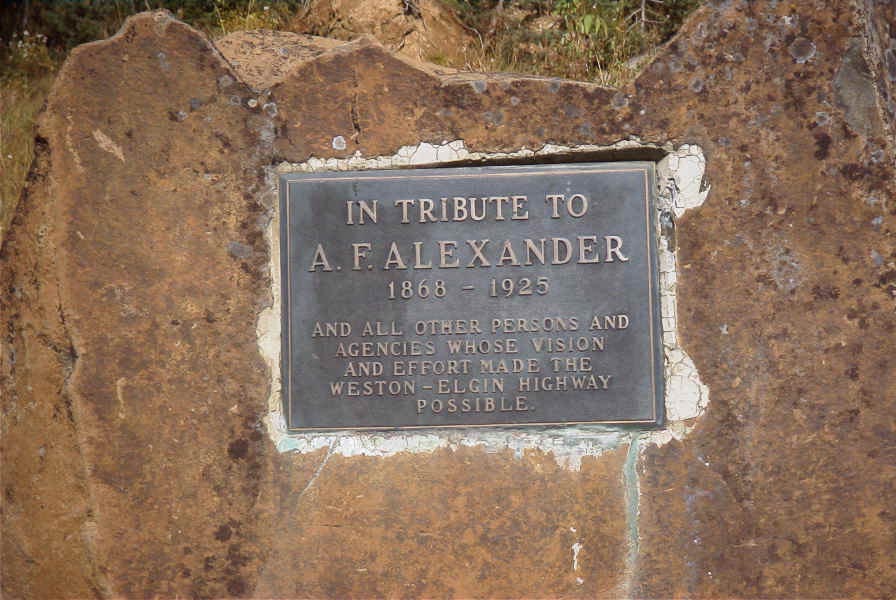 IN TRIBUTE TO
A. F. ALEXANDER
1868 - 1925
AND ALL OTHER PERSONS AND
AGENCIES WHOSE VISION
AND EFFORT MADE THE
WESTON-ELGIN HIGHWAY
POSSIBLE.